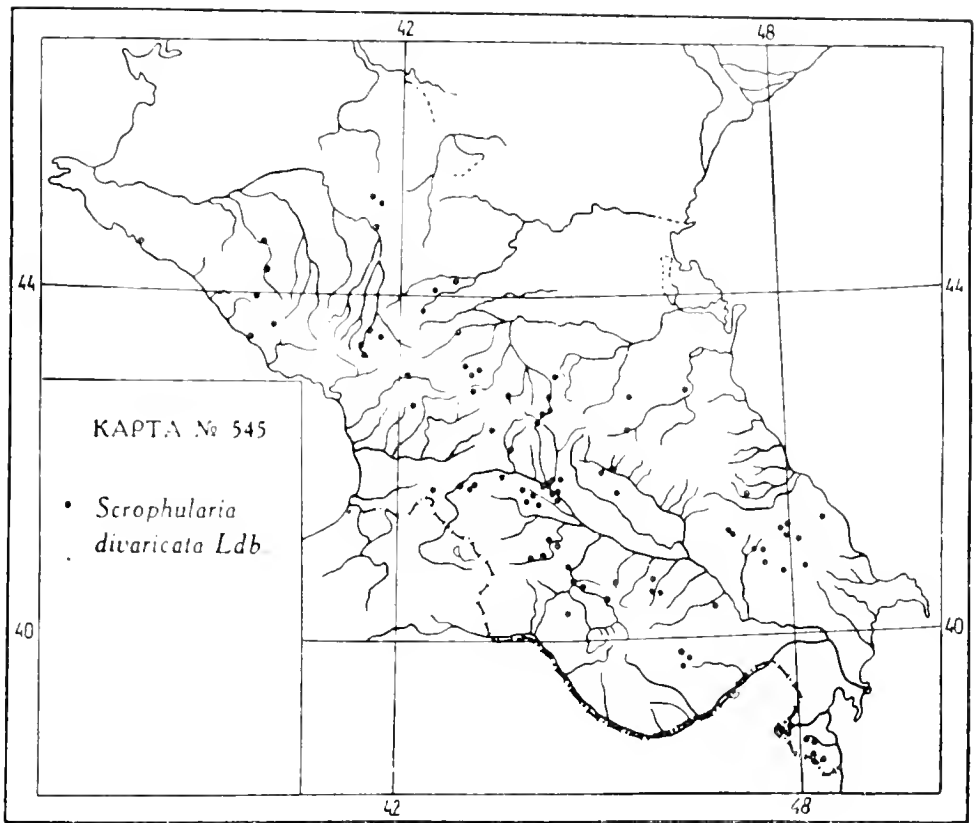 42 48
44 44
КАРТА № 545
• Scrophularia
divaricata Ldb.
40 40
42 48